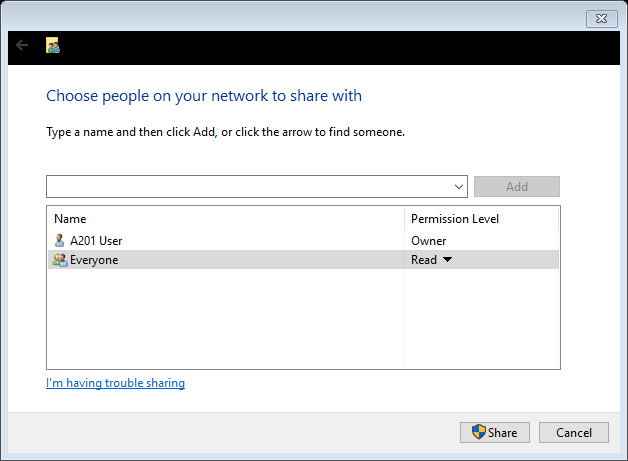 Choose people on your network to share with
Type a name and then click Add, or click the arrow to find someone.
Add
Name Permission Level
A201 User Owner
Everyone Read
I'm having trouble sharing
Share Cancel